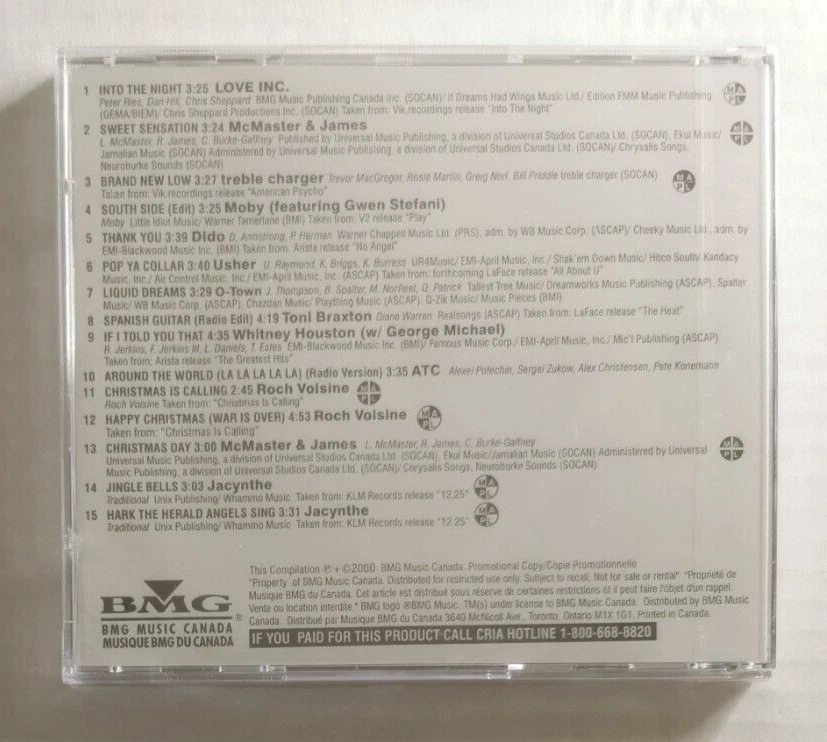 1 INTO THE NIGHT 3:25 LOVE INC.
Peter Ries, Dan Hill, Chris Sheppard BMG Music Publishing Canada Inc. (SOCAN)/ If Dreams Had Wings Music Ltd./ Edition FMM Music Publishing
(GEMA/BIEM)/ Chris Sheppard Productions Inc. (SOCAN) Taken from: Vik.recordings release "Into The Night"
M A P L
2 SWEET SENSATION 3:24 McMaster & James
L. McMaster, R. James, C. Burke-Gaffney Published by Universal Music Publishing, a division of Universal Studios Canada Ltd. (SOCAN), Ekul Music/
Jamalian Music (SOCAN) Administered by Universal Music Publishing, a division of Universal Studios Canada Ltd. (SOCAN)/ Chrysalis Songs,
Neuroburke Sounds (SOCAN)
M A P L
3 BRAND NEW LOW 3:27 treble charger Trevor MacGregor, Rosie Martin, Greig Nori, Bill Priddle treble charger (SOCAN)
Taken from: Vik.recordings release "American Psycho"
M A P L
4 SOUTH SIDE (Edit) 3:25 Moby (featuring Gwen Stefani)
Moby Little Idiot Music/ Warner Tamerlane (BMI) Taken from: V2 release "Play"
5 THANK YOU 3:39 Dido D. Armstrong, P. Herman Warner Chappell Music Ltd. (PRS), adm. by WB Music Corp. (ASCAP)/ Cheeky Music Ltd., adm. by
EMI-Blackwood Music Inc. (BMI) Taken from: Arista release "No Angel"
6 POP YA COLLAR 3:40 Usher U. Raymond, K. Briggs, K. Burress UR4Music/ EMI-April Music, Inc./ Shak'em Down Music/ Hitco South/ Kandacy
Music, Inc./ Air Control Music, Inc./ EMI-April Music, Inc. (ASCAP) Taken from: forthcoming LaFace release "All About U"
7 LIQUID DREAMS 3:29 O-Town J. Thompson, B. Spalter, M. Norfleet, Q. Patrick Tallest Tree Music/ Dreamworks Music Publishing (ASCAP), Spalter
Music/ WB Music Corp. (ASCAP), Chazdan Music/ Plaything Music (ASCAP), Q-Zik Music/ Music Pieces (BMI)
8 SPANISH GUITAR (Radio Edit) 4:19 Toni Braxton Diane Warren Realsongs (ASCAP) Taken from: LaFace release "The Heat"
9 IF I TOLD YOU THAT 4:35 Whitney Houston (w/ George Michael)
R. Jerkins, F. Jerkins III, L. Daniels, T. Estes EMI-Blackwood Music Inc. (BMI)/ Famous Music Corp./ EMI-April Music, Inc./ Mic'l Publishing (ASCAP)
Taken from: Arista release "The Greatest Hits"
10 AROUND THE WORLD (LA LA LA LA LA) (Radio Version) 3:35 ATC Alexei Potechin, Sergei Zukow, Alex Christensen, Pete Konemann
11 CHRISTMAS IS CALLING 2:45 Roch Voisine
Roch Voisine Taken from: "Christmas Is Calling"
M A P L
12 HAPPY CHRISTMAS (WAR IS OVER) 4:53 Roch Voisine
Taken from: "Christmas Is Calling"
M A P L
13 CHRISTMAS DAY 3:00 McMaster & James L. McMaster, R. James, C. Burke-Gaffney
Universal Music Publishing, a division of Universal Studios Canada Ltd. (SOCAN), Ekul Music/Jamalian Music (SOCAN) Administered by Universal
Music Publishing, a division of Universal Studios Canada Ltd. (SOCAN)/ Chrysalis Songs, Neuroburke Sounds (SOCAN)
M A P L
14 JINGLE BELLS 3:03 Jacynthe
Traditional Unix Publishing/ Whammo Music Taken from: KLM Records release "12.25"
M A P L
15 HARK THE HERALD ANGELS SING 3:31 Jacynthe
Traditional Unix Publishing/ Whammo Music Taken from: KLM Records release "12.25"
M A P L
BMG®
BMG MUSIC CANADA
MUSIQUE BMG DU CANADA
This Compilation ℗+©2000 BMG Music Canada. Promotional Copy/Copie Promotionnelle
"Property of BMG Music Canada. Distributed for restricted use only. Subject to recall. Not for sale or rental" "Propriété de
Musique BMG du Canada. Cet article est distribué sous réserve de certaines restrictions et il peut faire l'objet d'un rappel.
Vente ou location interdite" BMG logo ®BMG Music. TM(s) under license to BMG Music Canada. Distributed by BMG Music
Canada. Distribué par Musique BMG du Canada 3640 McNicoll Ave., Toronto, Ontario M1X 1G1. Printed in Canada.
IF YOU PAID FOR THIS PRODUCT CALL CRIA HOTLINE 1-800-668-8820